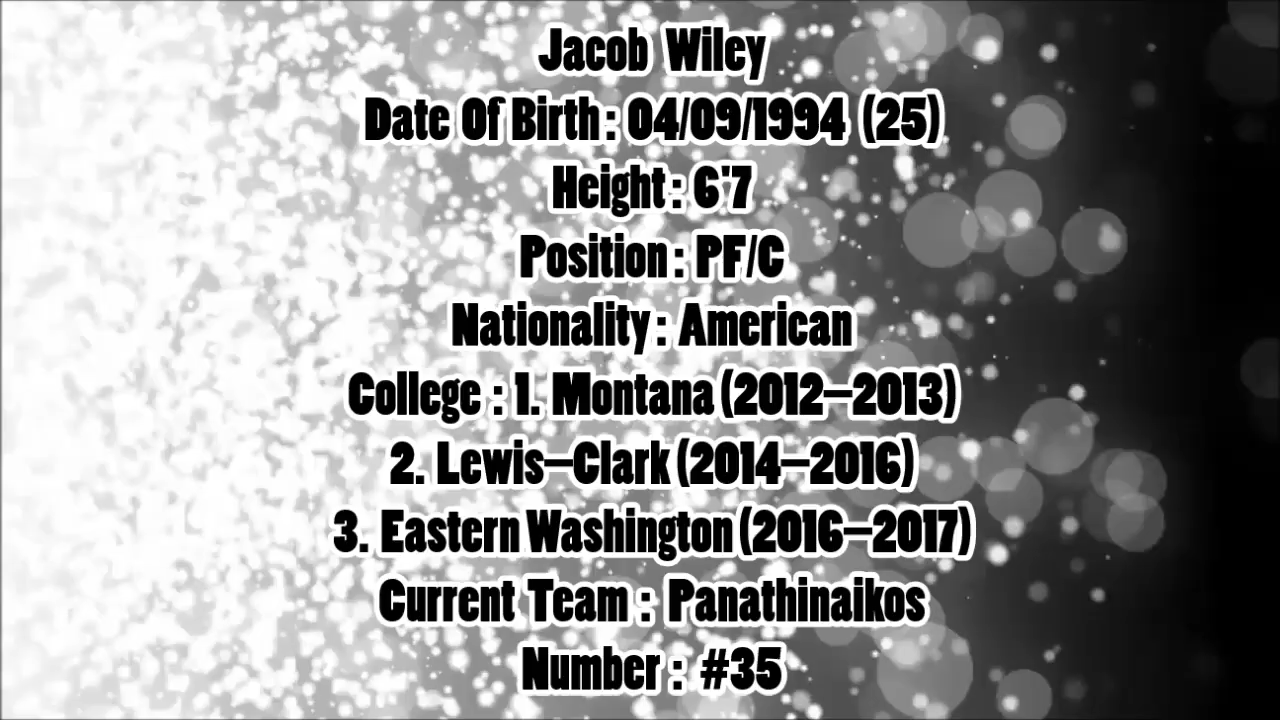 Jacob Wiley
Date Of Birth : 04/09/1994 (25)
Height : 6'7
Position : PF/C
Nationality : American
College : 1. Montana (2012–2013)
2. Lewis–Clark (2014–2016)
3. Eastern Washington (2016–2017)
Current Team : Panathinaikos
Number : #35